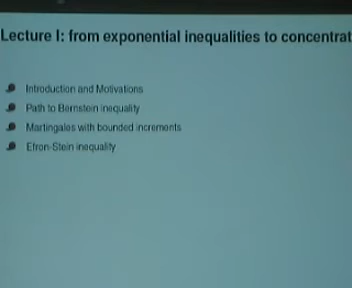 Lecture I: from exponential inequalities to concentrat
Introduction and Motivations
Path to Bernstein inequality
Martingales with bounded increments
Efron-Stein inequality